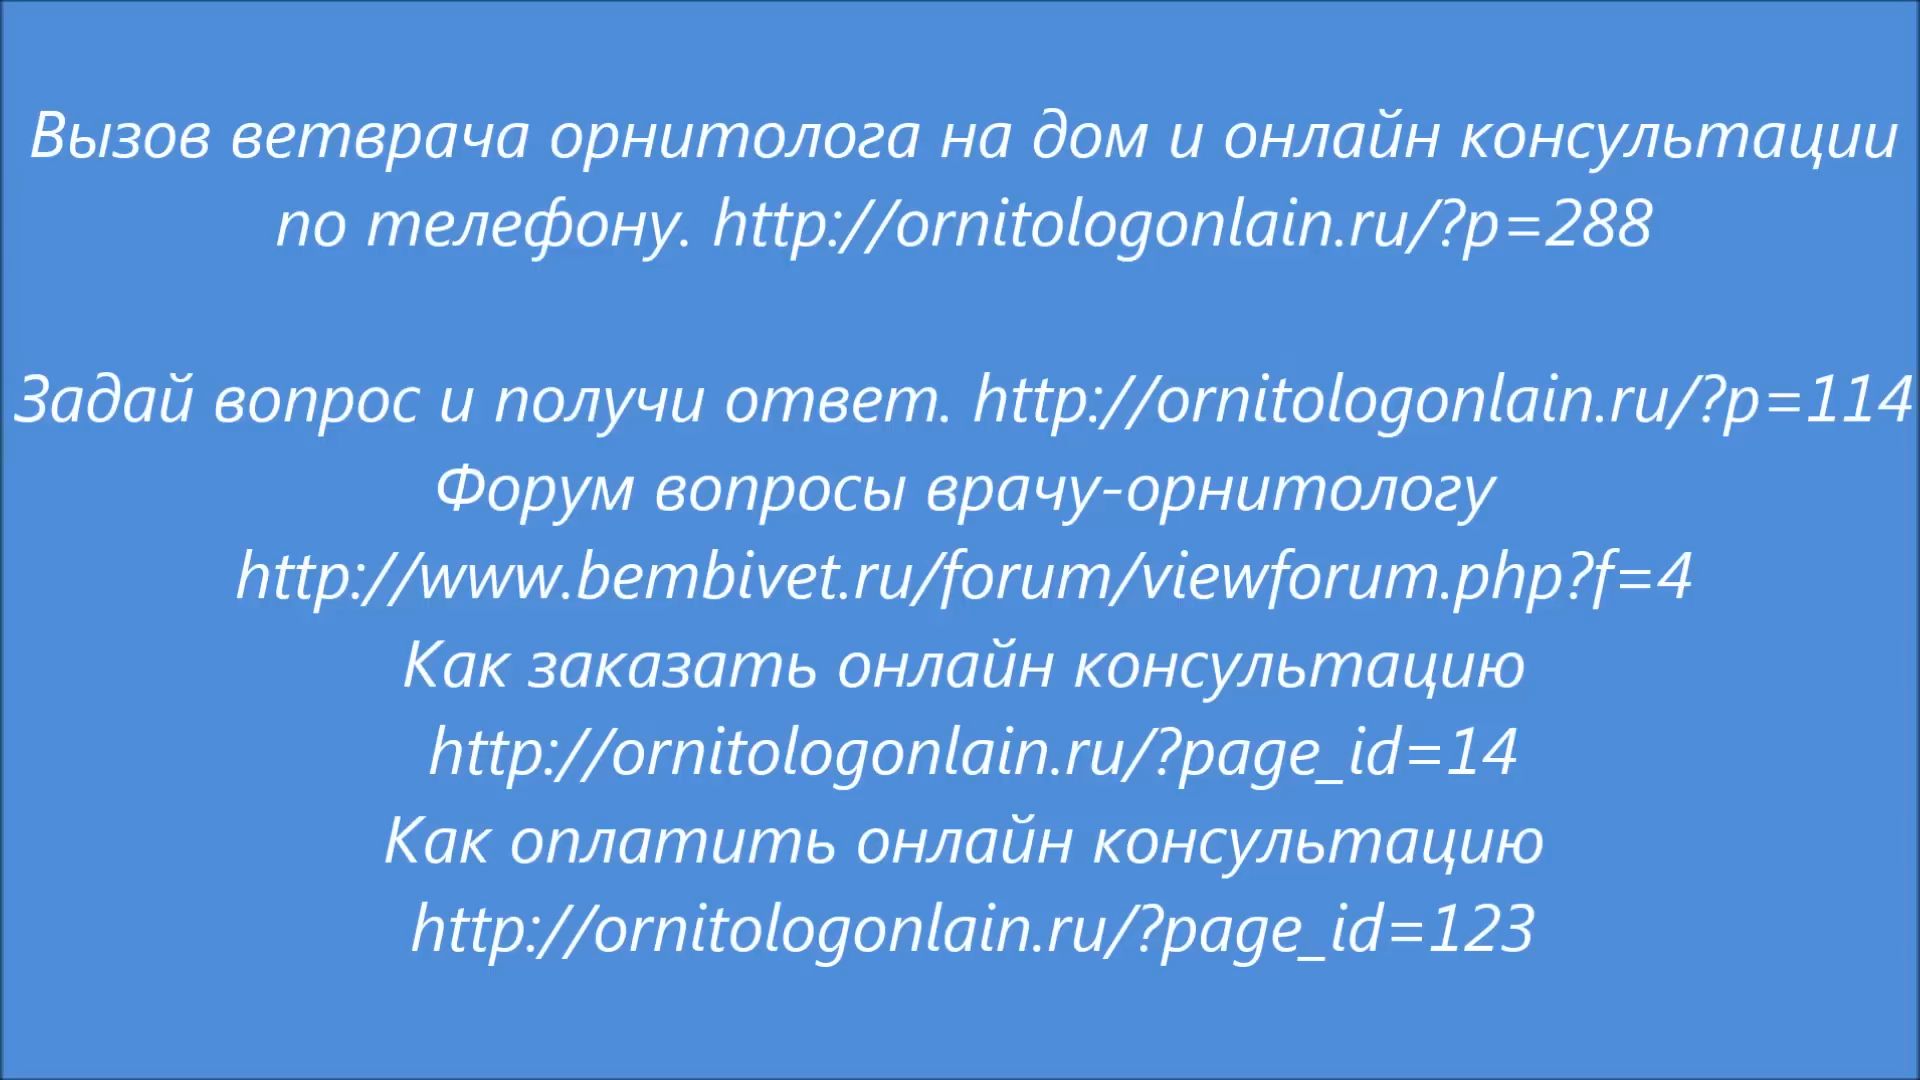 Вызов ветврача орнитолога на дом и онлайн консультации
по телефону. http://ornitologonlain.ru/?p=288
Задай вопрос и получи ответ. http://ornitologonlain.ru/?p=114
Форум вопросы врачу-орнитологу
http://www.bembivet.ru/forum/viewforum.php?f=4
Как заказать онлайн консультацию
http://ornitologonlain.ru/?page_id=14
Как оплатить онлайн консультацию
http://ornitologonlain.ru/?page_id=123